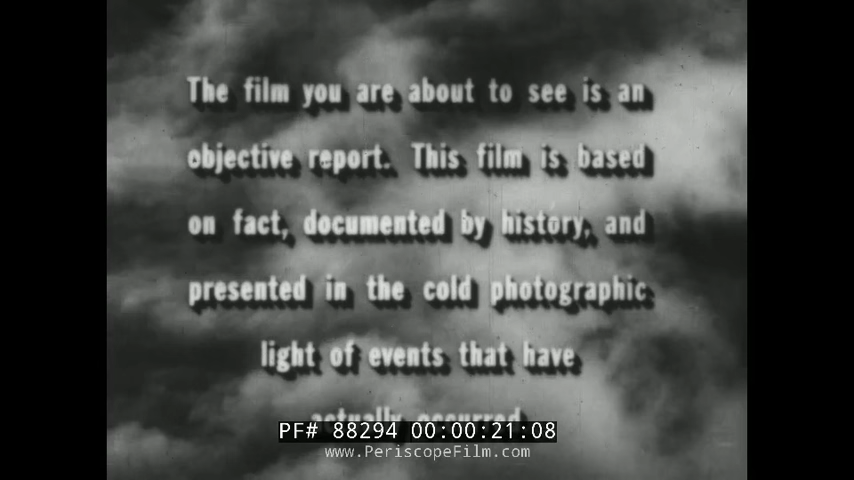 The film you are about to see is an
objective report. This film is based
on fact, documented by history, and
presented in the cold photographic
light of events that have
actually occurred
PF# 88294 00:00:21:08
www.PeriscopeFilm.com